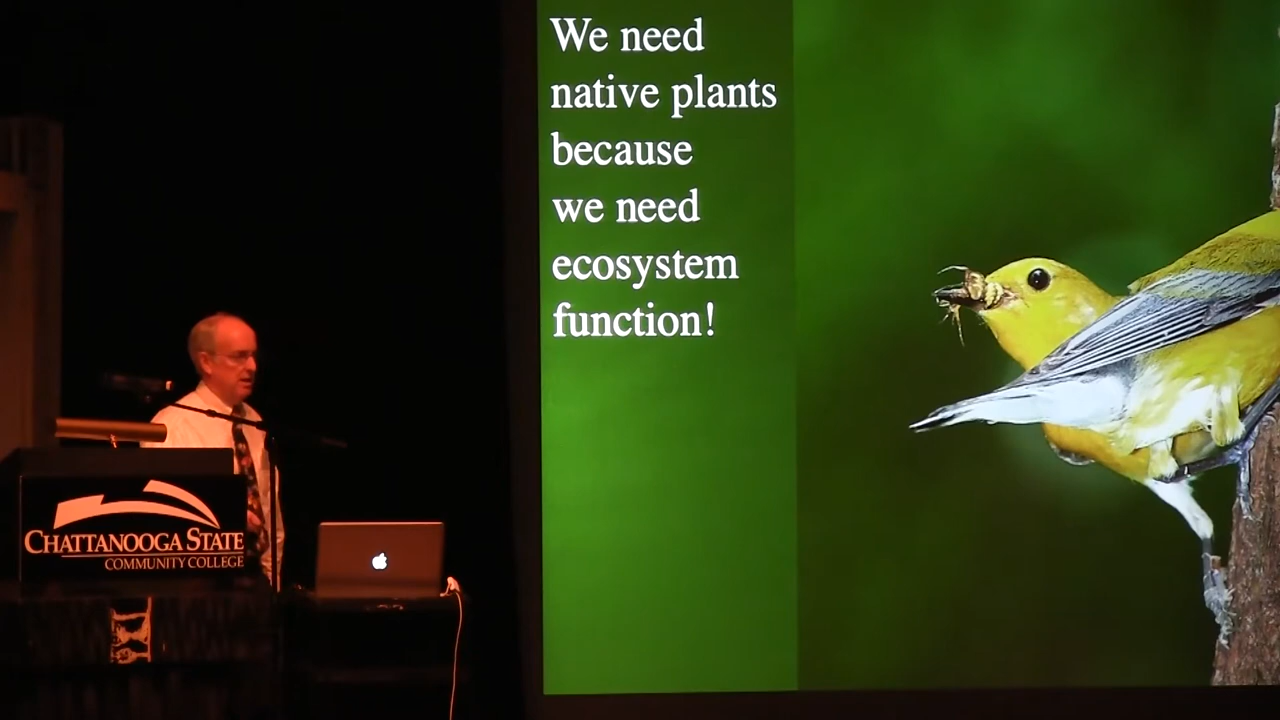 We need
native plants
because
we need
ecosystem
function!
CHATTANOOGA STATE
COMMUNITY COLLEGE